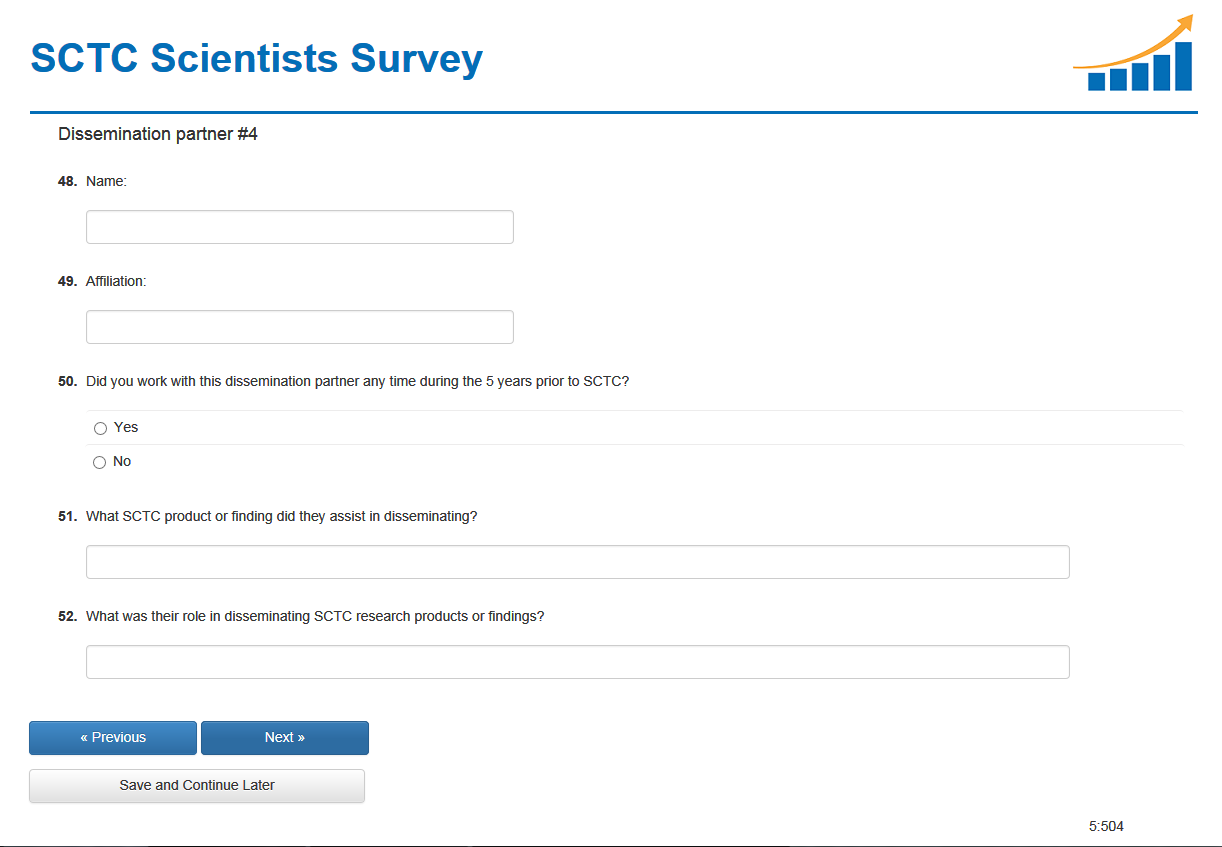 SCTC Scientists Survey
Dissemination partner #4
48. Name:
49. Affiliation:
50. Did you work with this dissemination partner any time during the 5 years prior to SCTC?
Yes
No
51. What SCTC product or finding did they assist in disseminating?
52. What was their role in disseminating SCTC research products or findings?
« Previous Next »
Save and Continue Later
5:504